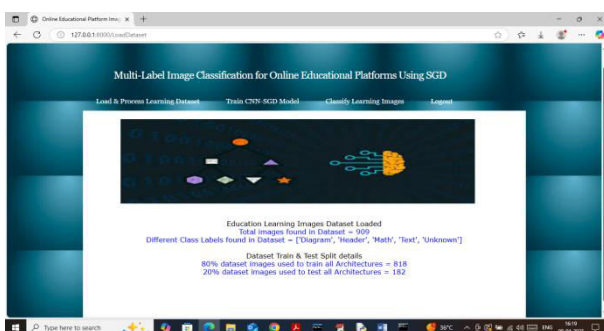 Online Educational Platform Imag
127.0.0.1:8000/LoadDataset
Multi-Label Image Classification for Online Educational Platforms Using SGD
Load & Process Learning Dataset Train CNN-SGD Model Classify Learning Images Logout
Education Learning Images Dataset Loaded
Total images found in Dataset = 909
Different Class Labels found in Dataset = ['Diagram', 'Header', 'Math', 'Text', 'Unknown']
Dataset Train & Test Split details
80% dataset images used to train all Architectures = 818
20% dataset images used to test all Architectures = 182
Type here to search
36°C ENG 16:19